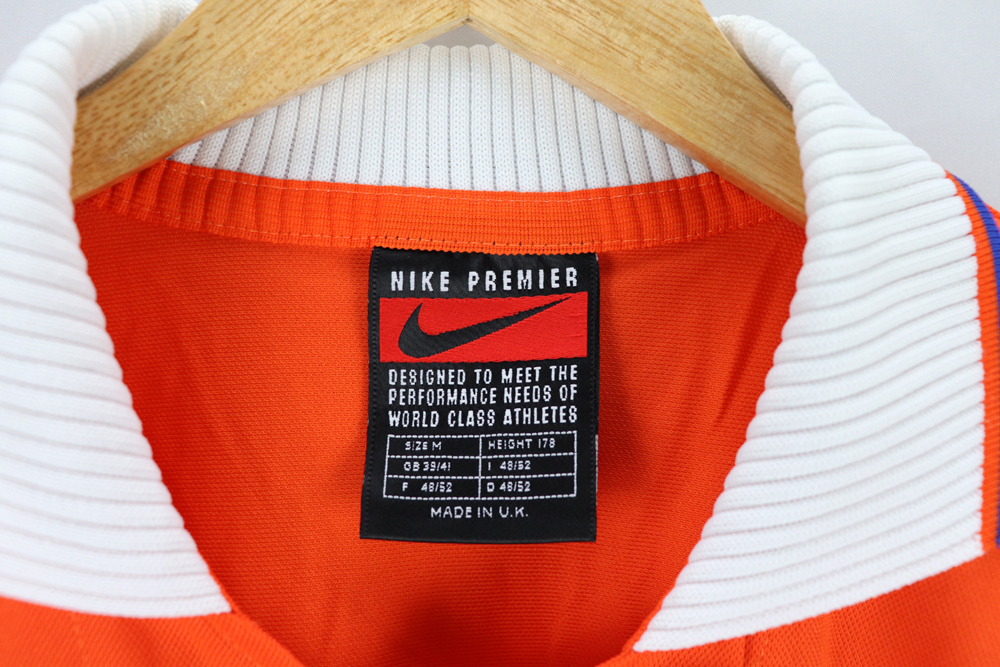 NIKE PREMIER
DESIGNED TO MEET THE
PERFORMANCE NEEDS OF
WORLD CLASS ATHLETES
SIZE M HEIGHT 178
GB 39/41 I 48/52
F 48/52 D 48/52
MADE IN U.K.